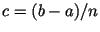 c = (b − a)/n